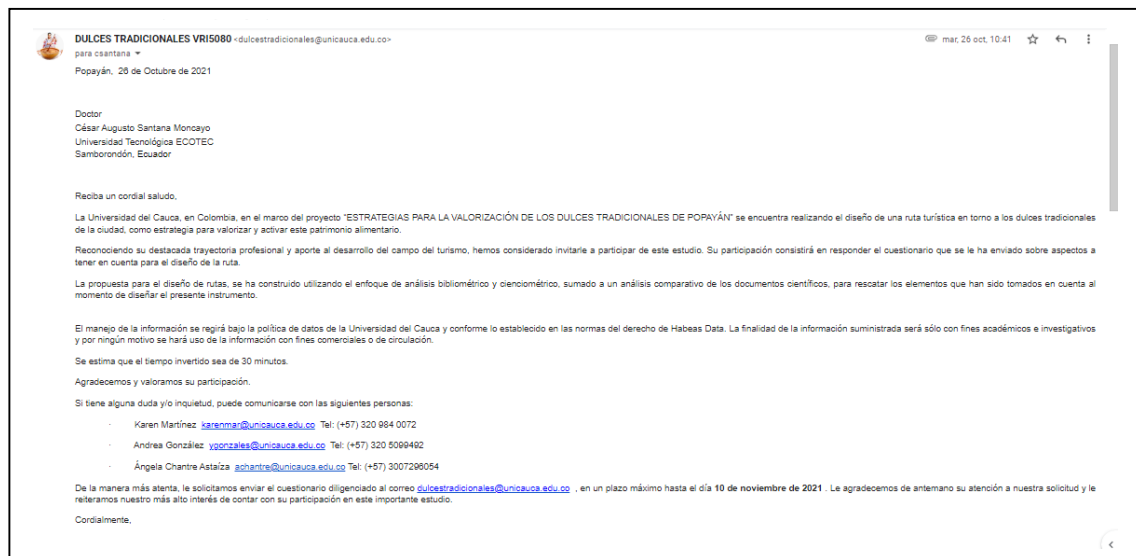 DULCES TRADICIONALES VRI5080 <dulcestradicionales@unicauca.edu.co>
mar, 26 oct, 10:41
para csantana
Popayán, 26 de Octubre de 2021
Doctor
César Augusto Santana Moncayo
Universidad Tecnológica ECOTEC
Samborondón, Ecuador
Reciba un cordial saludo,
La Universidad del Cauca, en Colombia, en el marco del proyecto "ESTRATEGIAS PARA LA VALORIZACIÓN DE LOS DULCES TRADICIONALES DE POPAYÁN" se encuentra realizando el diseño de una ruta turística en torno a los dulces tradicionales
de la ciudad, como estrategia para valorizar y activar este patrimonio alimentario.
Reconociendo su destacada trayectoria profesional y aporte al desarrollo del campo del turismo, hemos considerado invitarle a participar de este estudio. Su participación consistirá en responder el cuestionario que se le ha enviado sobre aspectos a
tener en cuenta para el diseño de la ruta.
La propuesta para el diseño de rutas, se ha construido utilizando el enfoque de análisis bibliométrico y cienciométrico, sumado a un análisis comparativo de los documentos científicos, para rescatar los elementos que han sido tomados en cuenta al
momento de diseñar el presente instrumento.
El manejo de la información se regirá bajo la política de datos de la Universidad del Cauca y conforme lo establecido en las normas del derecho de Habeas Data. La finalidad de la información suministrada será sólo con fines académicos e investigativos
y por ningún motivo se hará uso de la información con fines comerciales o de circulación.
Se estima que el tiempo invertido sea de 30 minutos.
Agradecemos y valoramos su participación.
Si tiene alguna duda y/o inquietud, puede comunicarse con las siguientes personas:
· Karen Martínez karenmar@unicauca.edu.co Tel: (+57) 320 984 0072
· Andrea González ygonzales@unicauca.edu.co Tel: (+57) 320 5099492
· Ángela Chantre Astaíza achantre@unicauca.edu.co Tel: (+57) 3007296054
De la manera más atenta, le solicitamos enviar el cuestionario diligenciado al correo dulcestradicionales@unicauca.edu.co , en un plazo máximo hasta el día 10 de noviembre de 2021 . Le agradecemos de antemano su atención a nuestra solicitud y le
reiteramos nuestro más alto interés de contar con su participación en este importante estudio.
Cordialmente,